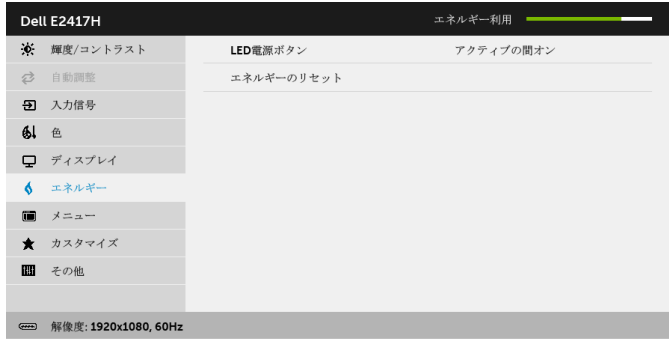 Dell E2417H エネルギー利用
輝度/コントラスト LED電源ボタン アクティブの間オン
自動調整 エネルギーのリセット
入力信号
色
ディスプレイ
エネルギー
メニュー
カスタマイズ
その他
解像度: 1920x1080, 60Hz